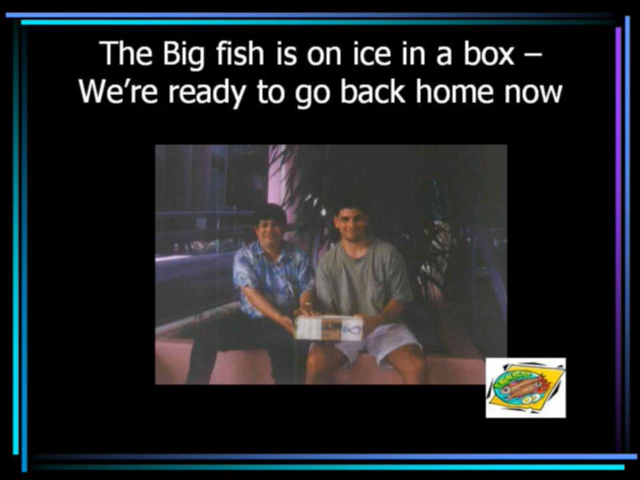 The Big fish is on ice in a box –
We're ready to go back home now